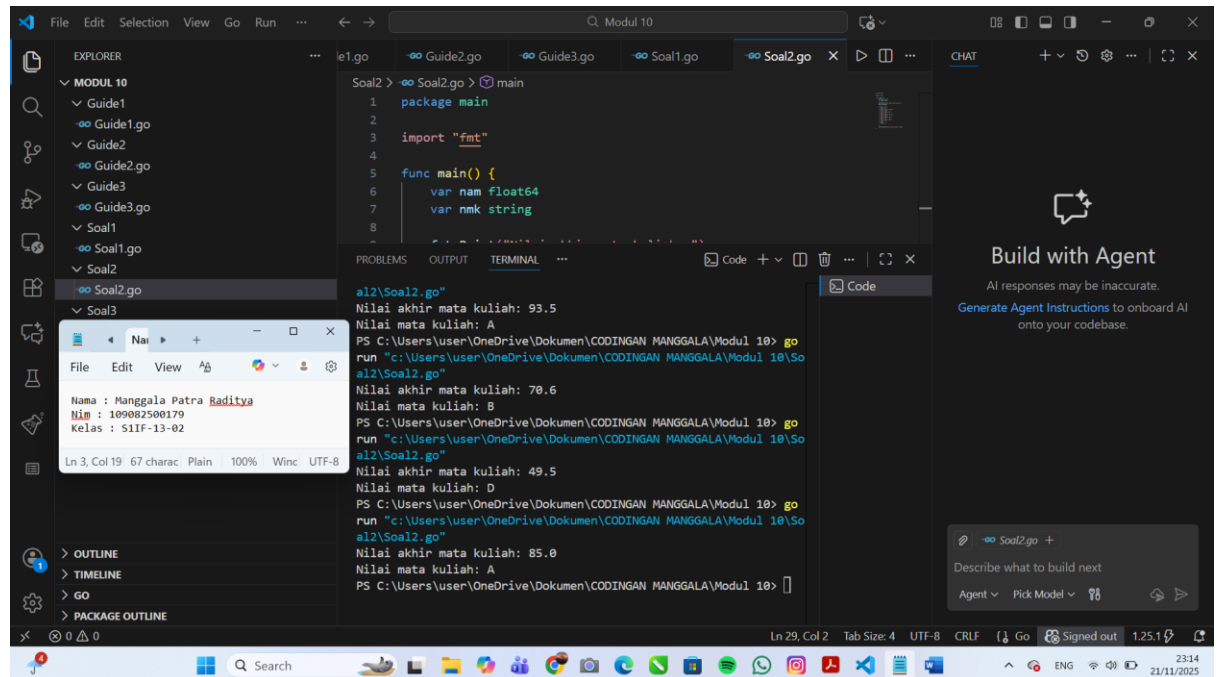 File Edit Selection View Go Run ··· Modul 10
EXPLORER ···
MODUL 10
Guide1
Guide1.go
Guide2
Guide2.go
Guide3
Guide3.go
Soal1
Soal1.go
Soal2
Soal2.go
Soal3
Nar
File Edit View
Nama : Manggala Patra Raditya
Nim : 109082500179
Kelas : S1IF-13-02
Ln 3, Col 19 67 charac Plain 100% Winc UTF-8
OUTLINE
TIMELINE
GO
PACKAGE OUTLINE
le1.go Guide2.go Guide3.go Soal1.go Soal2.go
Soal2 > Soal2.go > main
1 package main
2
3 import "fmt"
4
5 func main() {
6 var nam float64
7 var nmk string
8
PROBLEMS OUTPUT TERMINAL ··· Code
Code
al2\Soal2.go"
Nilai akhir mata kuliah: 93.5
Nilai mata kuliah: A
PS C:\Users\user\OneDrive\Dokumen\CODINGAN MANGGALA\Modul 10> go
run "c:\Users\user\OneDrive\Dokumen\CODINGAN MANGGALA\Modul 10\So
al2\Soal2.go"
Nilai akhir mata kuliah: 70.6
Nilai mata kuliah: B
PS C:\Users\user\OneDrive\Dokumen\CODINGAN MANGGALA\Modul 10> go
run "c:\Users\user\OneDrive\Dokumen\CODINGAN MANGGALA\Modul 10\So
al2\Soal2.go"
Nilai akhir mata kuliah: 49.5
Nilai mata kuliah: D
PS C:\Users\user\OneDrive\Dokumen\CODINGAN MANGGALA\Modul 10> go
run "c:\Users\user\OneDrive\Dokumen\CODINGAN MANGGALA\Modul 10\So
al2\Soal2.go"
Nilai akhir mata kuliah: 85.0
Nilai mata kuliah: A
PS C:\Users\user\OneDrive\Dokumen\CODINGAN MANGGALA\Modul 10>
CHAT
Build with Agent
AI responses may be inaccurate.
Generate Agent Instructions to onboard AI
onto your codebase.
Soal2.go +
Describe what to build next
Agent Pick Model
0 0 Ln 29, Col 2 Tab Size: 4 UTF-8 CRLF Go Signed out 1.25.1
Search
ENG
23:14
21/11/2025